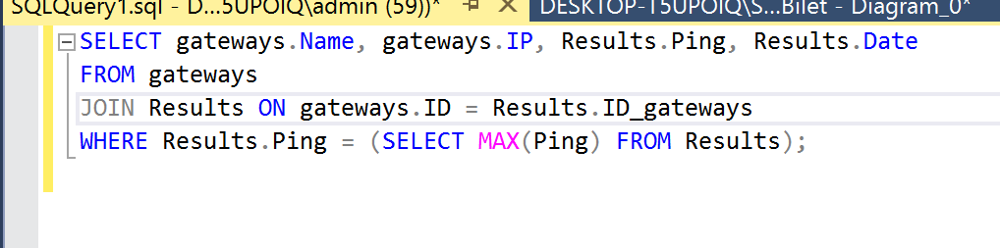 SQLQuery1.sql - D...5UPOIQ\admin (59))* DESKTOP-T5UPOIQ\S...Bilet - Diagram_0*
SELECT gateways.Name, gateways.IP, Results.Ping, Results.Date
FROM gateways
JOIN Results ON gateways.ID = Results.ID_gateways
WHERE Results.Ping = (SELECT MAX(Ping) FROM Results);